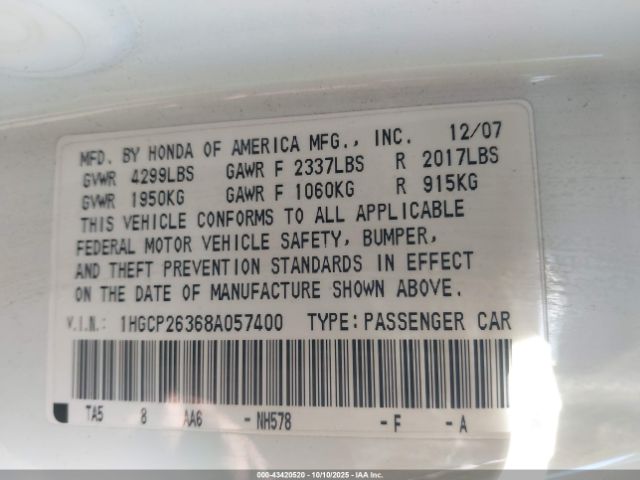 MFD. BY HONDA OF AMERICA MFG., INC. 12/07
GVWR 4299LBS GAWR F 2337LBS R 2017LBS
GVWR 1950KG GAWR F 1060KG R 915KG
THIS VEHICLE CONFORMS TO ALL APPLICABLE
FEDERAL MOTOR VEHICLE SAFETY, BUMPER,
AND THEFT PREVENTION STANDARDS IN EFFECT
ON THE DATE OF MANUFACTURE SHOWN ABOVE.
V.I.N.: 1HGCP26368A057400 TYPE: PASSENGER CAR
TA5 8 AA6 - NH578 - F - A
000-43420520 - 10/10/2025 - IAAI.COM